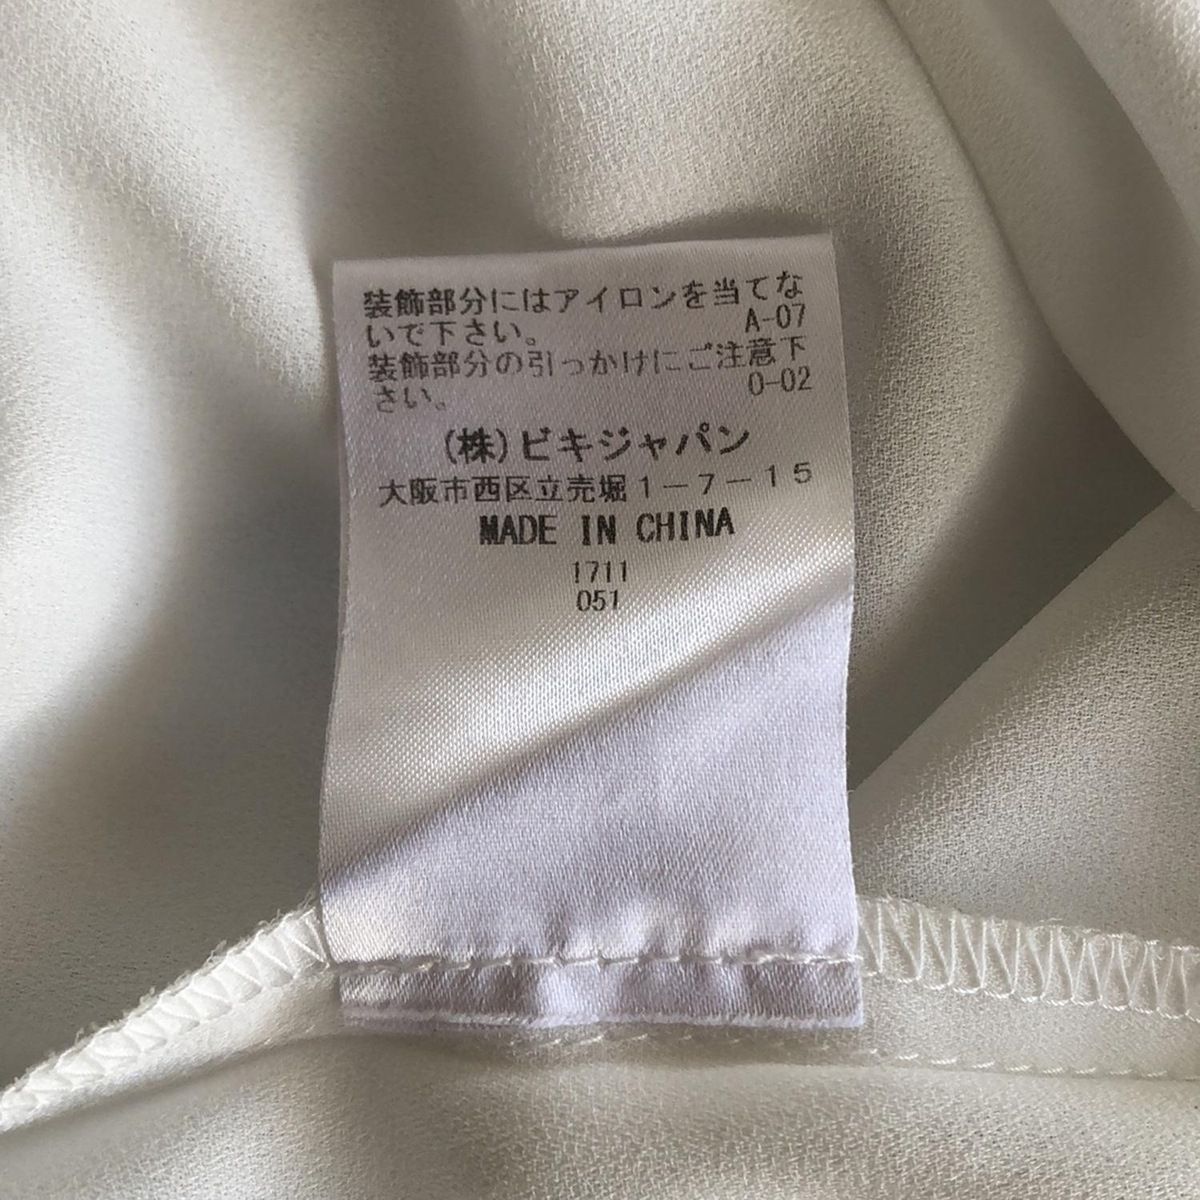 装飾部分にはアイロンを当てな
いで下さい。 A-07
装飾部分の引っかけにご注意下
さい。 O-02
(株)ビキジャパン
大阪市西区立売堀1-7-15
MADE IN CHINA
1711
051